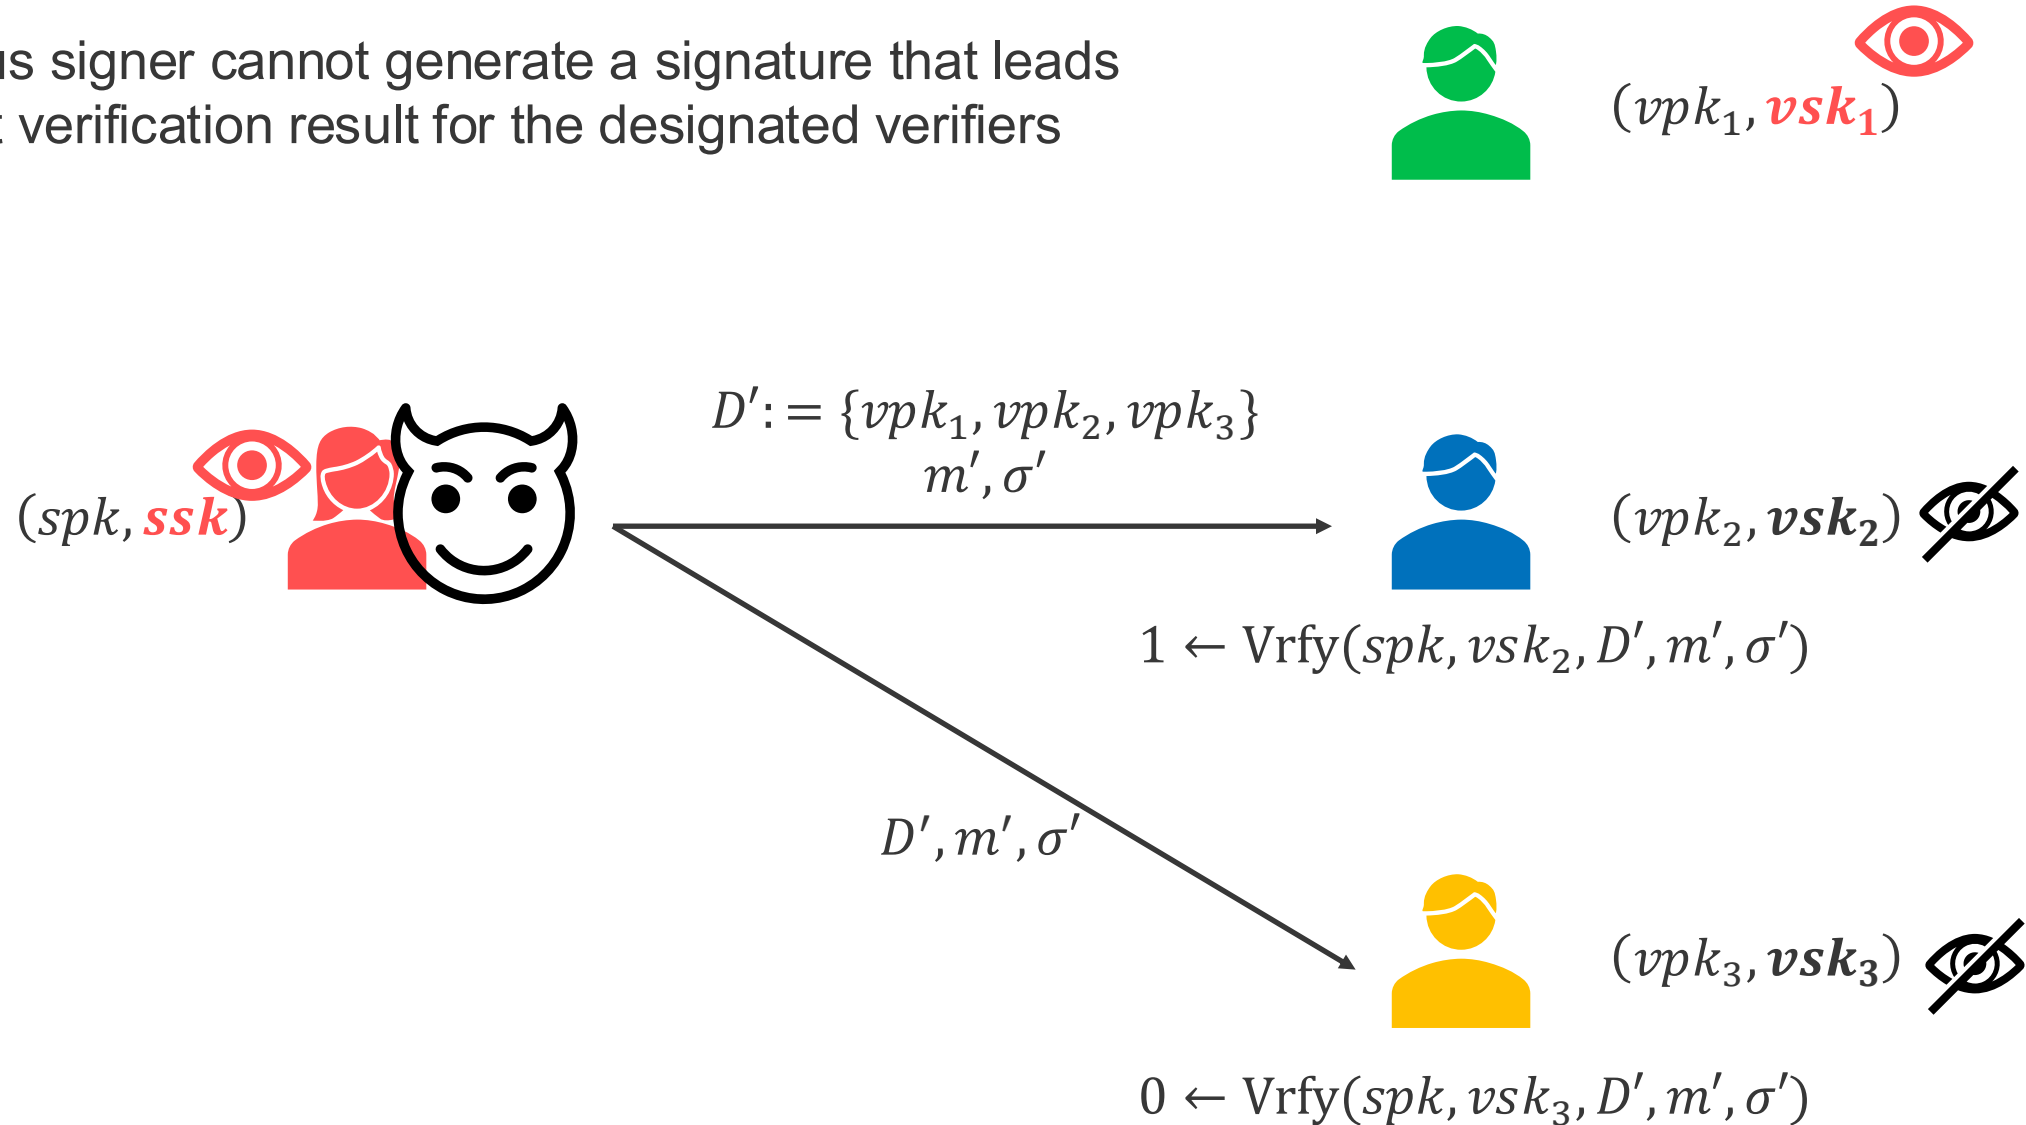 signer cannot generate a signature that leads
verification result for the designated verifiers
(vpk₁, vsk₁)
D′: = {vpk₁, vpk₂, vpk₃}
m′, σ′
(spk, ssk)
(vpk₂, vsk₂)
1 ← Vrfy(spk, vsk₂, D′, m′, σ′)
D′, m′, σ′
(vpk₃, vsk₃)
0 ← Vrfy(spk, vsk₃, D′, m′, σ′)